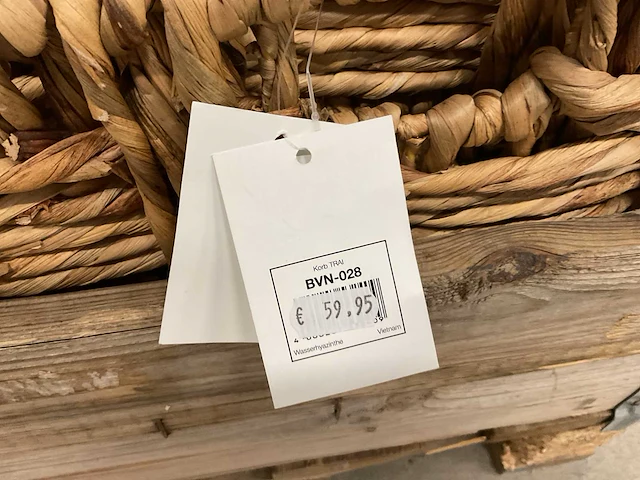 Korb TRAI
BVN-028
€ 59.95
Wasserhyazinthe Vietnam